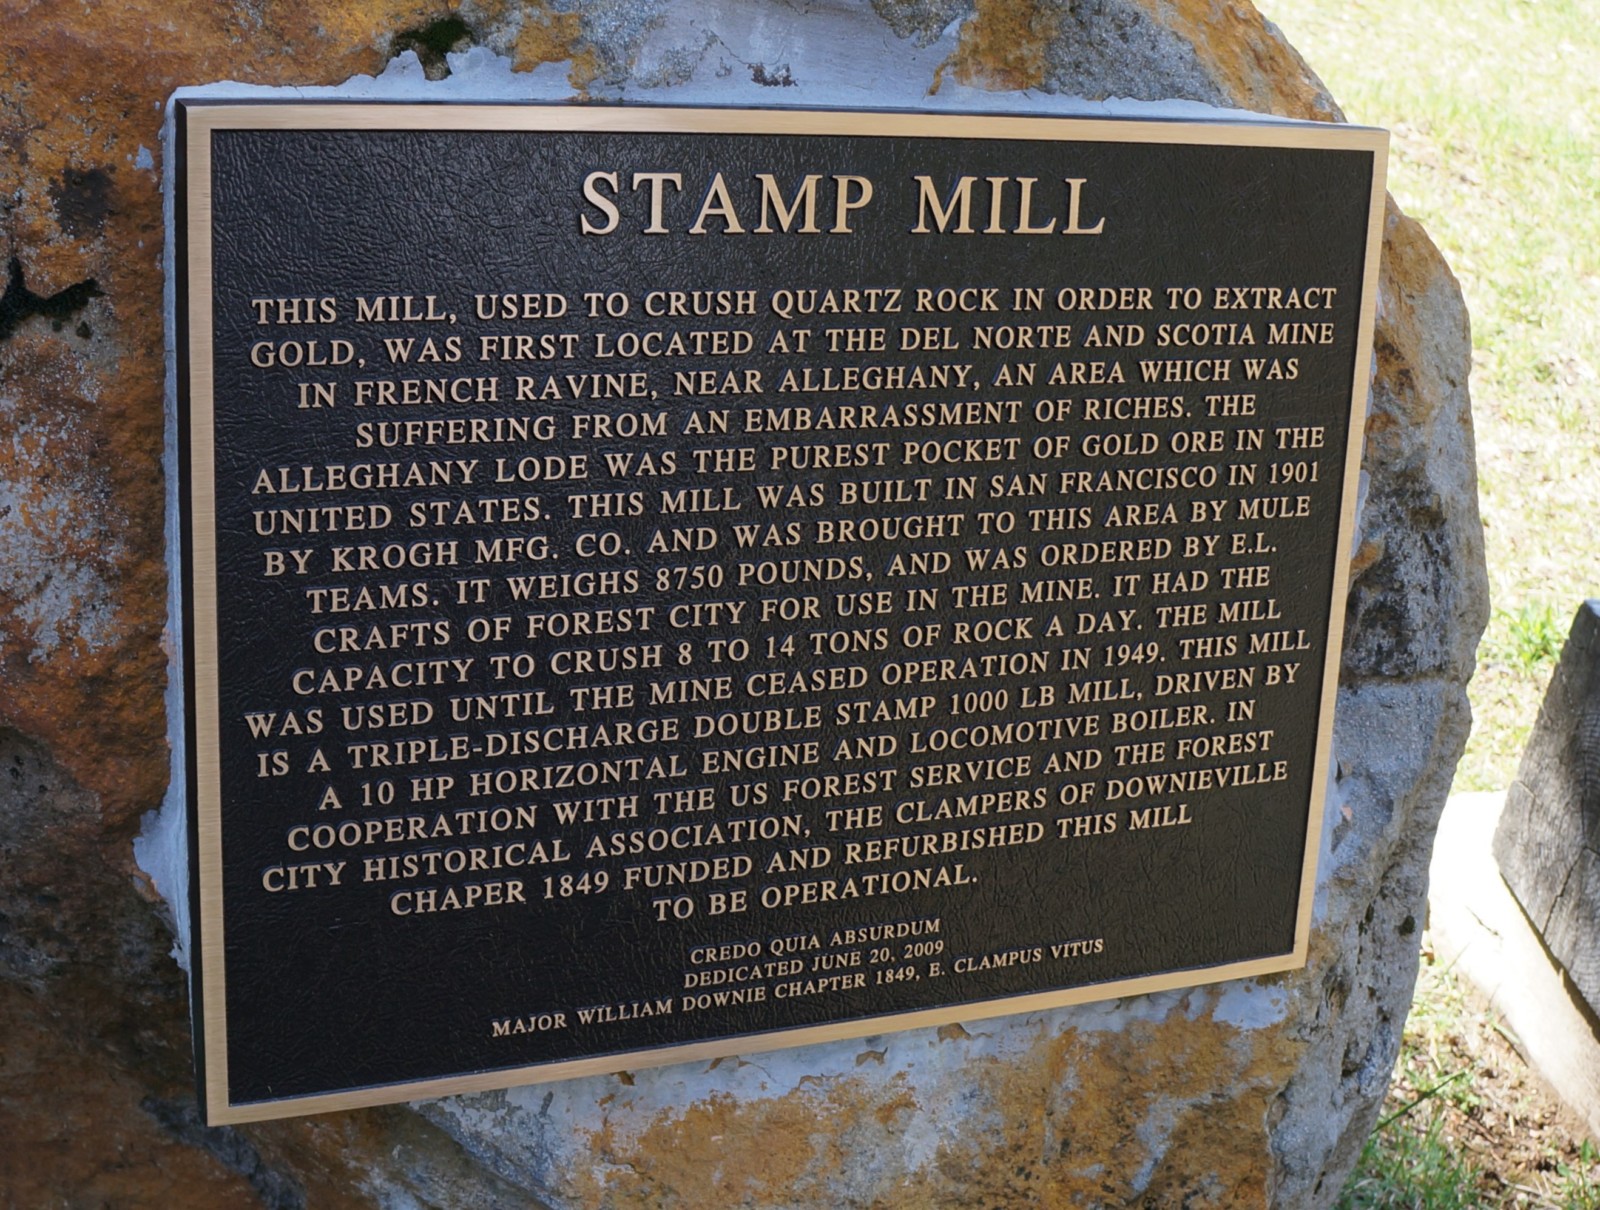 STAMP MILL
THIS MILL, USED TO CRUSH QUARTZ ROCK IN ORDER TO EXTRACT
GOLD, WAS FIRST LOCATED AT THE DEL NORTE AND SCOTIA MINE
IN FRENCH RAVINE, NEAR ALLEGHANY, AN AREA WHICH WAS
SUFFERING FROM AN EMBARRASSMENT OF RICHES. THE
ALLEGHANY LODE WAS THE PUREST POCKET OF GOLD ORE IN THE
UNITED STATES. THIS MILL WAS BUILT IN SAN FRANCISCO IN 1901
BY KROGH MFG. CO. AND WAS BROUGHT TO THIS AREA BY MULE
TEAMS. IT WEIGHS 8750 POUNDS, AND WAS ORDERED BY E.L.
CRAFTS OF FOREST CITY FOR USE IN THE MINE. IT HAD THE
CAPACITY TO CRUSH 8 TO 14 TONS OF ROCK A DAY. THE MILL
WAS USED UNTIL THE MINE CEASED OPERATION IN 1949. THIS MILL
IS A TRIPLE-DISCHARGE DOUBLE STAMP 1000 LB MILL, DRIVEN BY
A 10 HP HORIZONTAL ENGINE AND LOCOMOTIVE BOILER. IN
COOPERATION WITH THE US FOREST SERVICE AND THE FOREST
CITY HISTORICAL ASSOCIATION, THE CLAMPERS OF DOWNIEVILLE
CHAPER 1849 FUNDED AND REFURBISHED THIS MILL
TO BE OPERATIONAL.
CREDO QUIA ABSURDUM
DEDICATED JUNE 20, 2009
MAJOR WILLIAM DOWNIE CHAPTER 1849, E. CLAMPUS VITUS